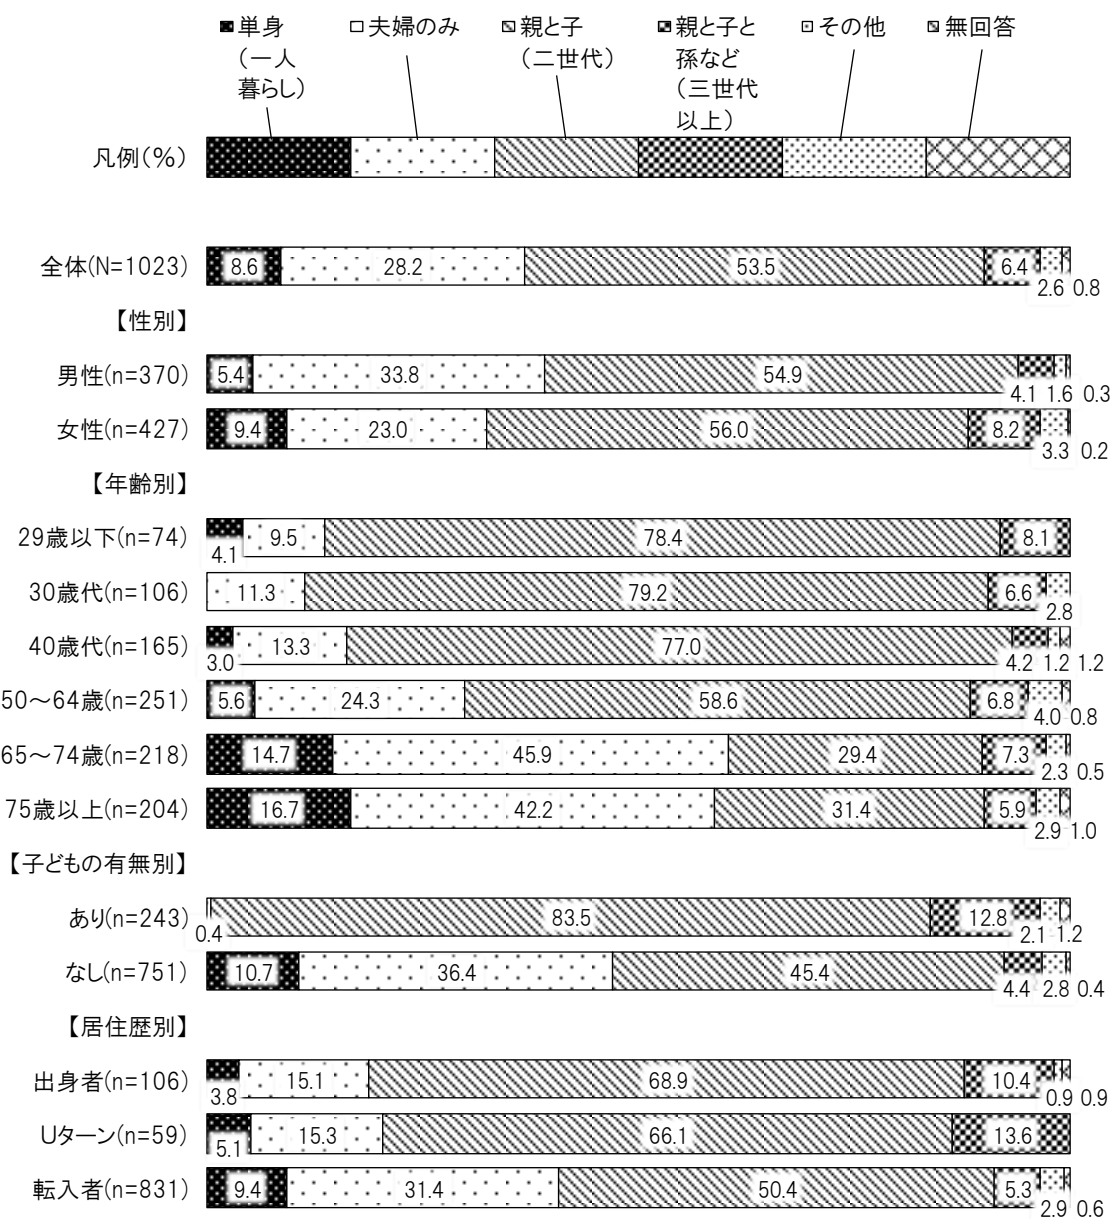 単身
（一人
暮らし）
夫婦のみ
親と子
（二世代）
親と子と
孫など
（三世代
以上）
その他
無回答
凡例（％）
全体(N=1023) 8.6 28.2 53.5 6.4 2.6 0.8
【性別】
男性(n=370) 5.4 33.8 54.9 4.1 1.6 0.3
女性(n=427) 9.4 23.0 56.0 8.2 3.3 0.2
【年齢別】
29歳以下(n=74) 4.1 9.5 78.4 8.1
30歳代(n=106) 11.3 79.2 6.6 2.8
40歳代(n=165) 3.0 13.3 77.0 4.2 1.2 1.2
50～64歳(n=251) 5.6 24.3 58.6 6.8 4.0 0.8
65～74歳(n=218) 14.7 45.9 29.4 7.3 2.3 0.5
75歳以上(n=204) 16.7 42.2 31.4 5.9 2.9 1.0
【子どもの有無別】
あり(n=243) 0.4 83.5 12.8 2.1 1.2
なし(n=751) 10.7 36.4 45.4 4.4 2.8 0.4
【居住歴別】
出身者(n=106) 3.8 15.1 68.9 10.4 0.9 0.9
Uターン(n=59) 5.1 15.3 66.1 13.6
転入者(n=831) 9.4 31.4 50.4 5.3 2.9 0.6